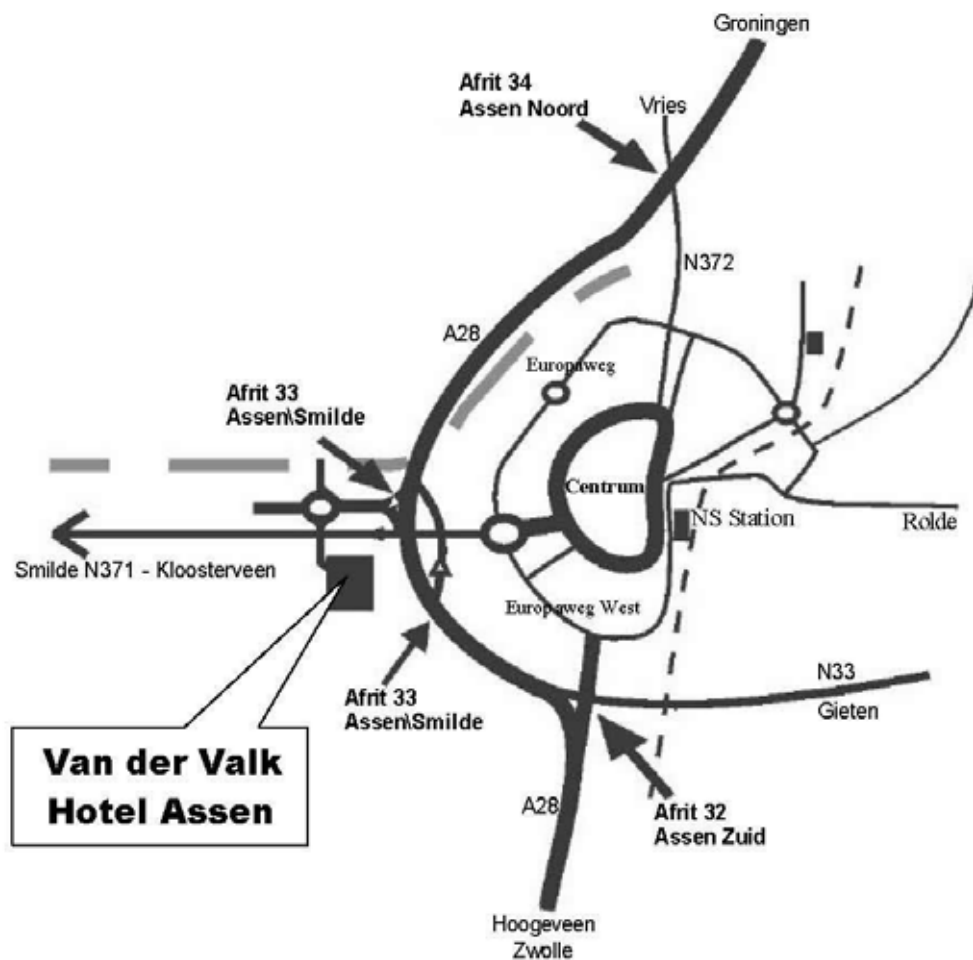 Groningen
Afrit 34
Assen Noord
Vries
N372
A28
Europaweg
Afrit 33
Assen\Smilde
Centrum
NS Station
Rolde
Smilde N371 - Kloosterveen
Europaweg West
N33
Gieten
Afrit 33
Assen\Smilde
Van der Valk
Hotel Assen
A28
Afrit 32
Assen Zuid
Hoogeveen
Zwolle